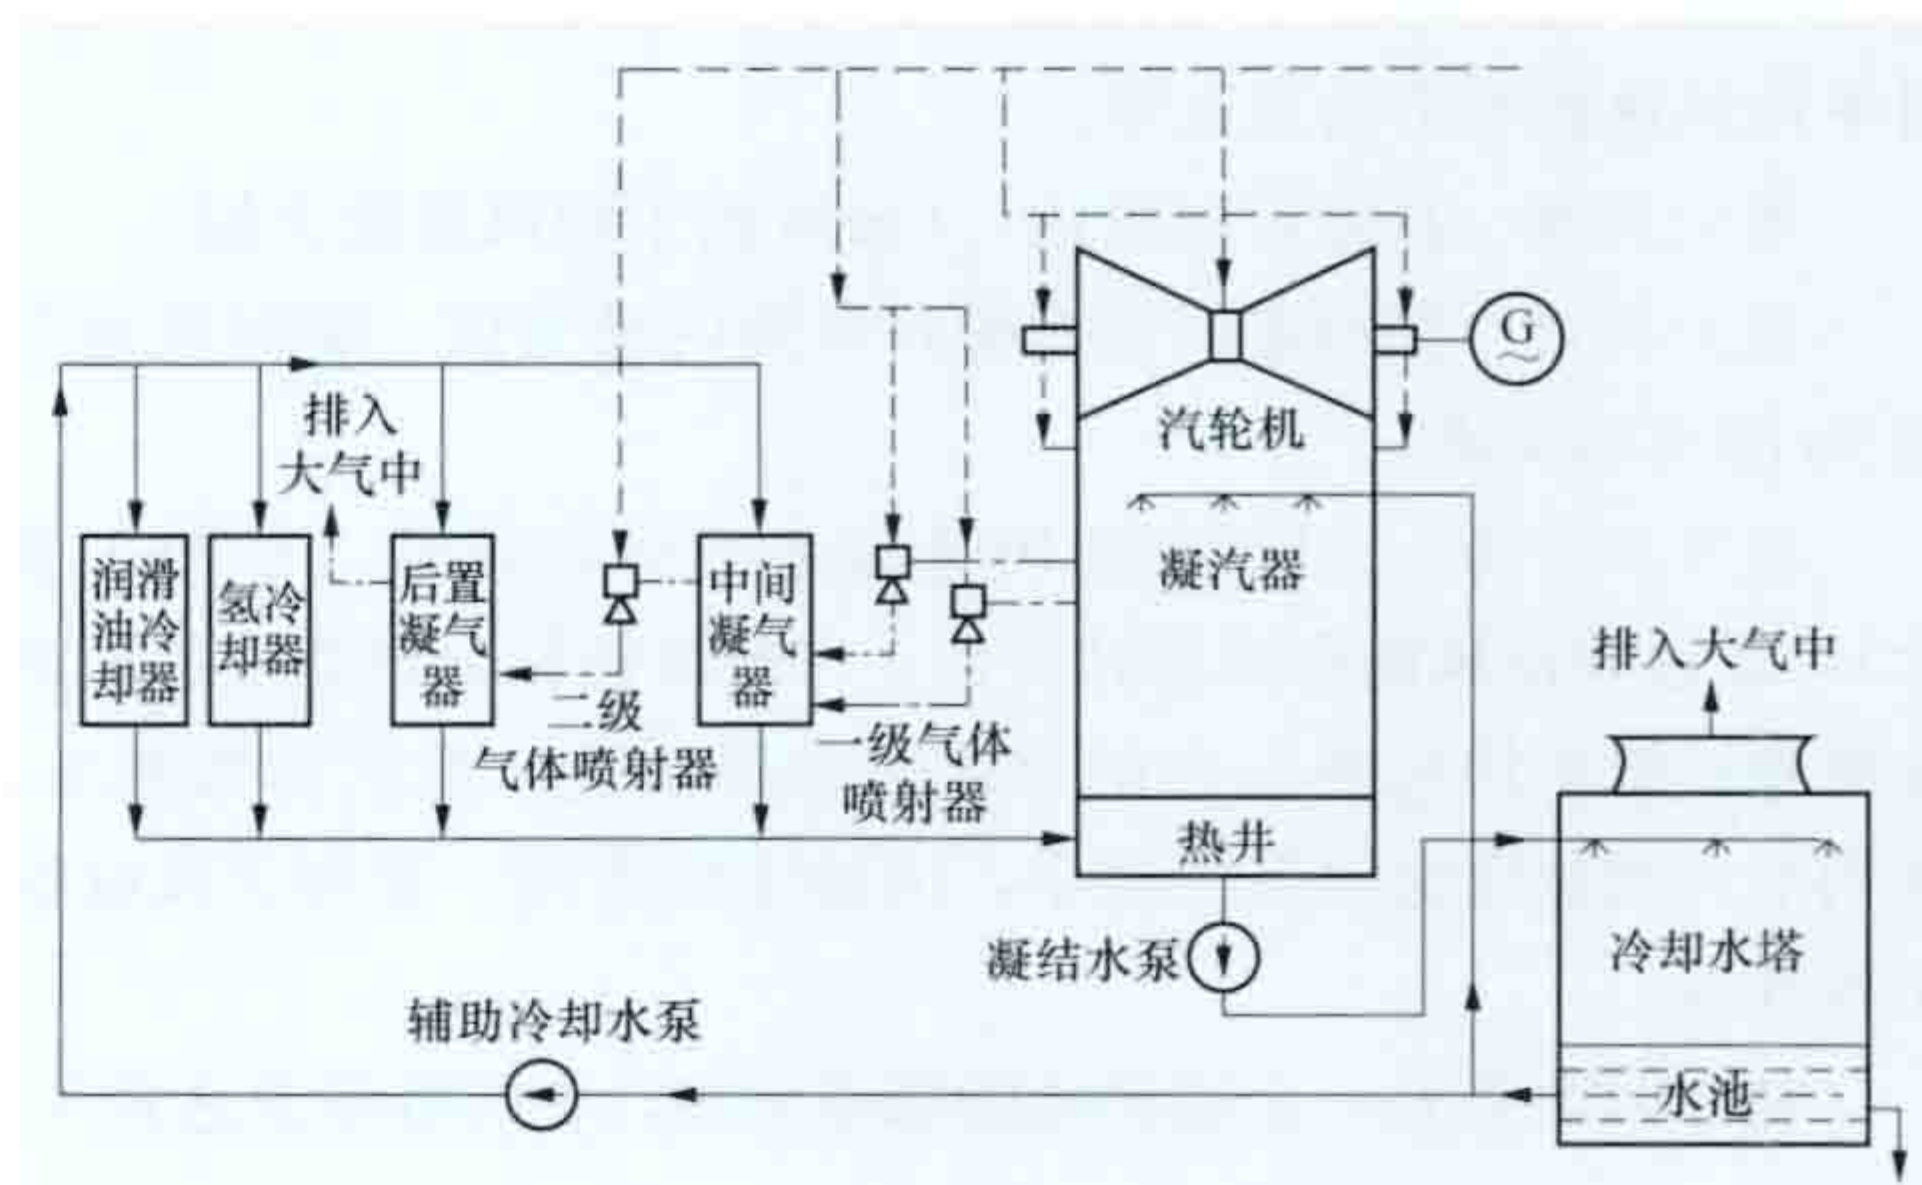 G
汽轮机
排入
大气中
凝汽器
润滑
油冷
却器
氢冷
却器
后置
凝气
器
中间
凝气
器
二级
气体喷射器
一级气体
喷射器
排入大气中
热井
冷却水塔
凝结水泵
辅助冷却水泵
水池